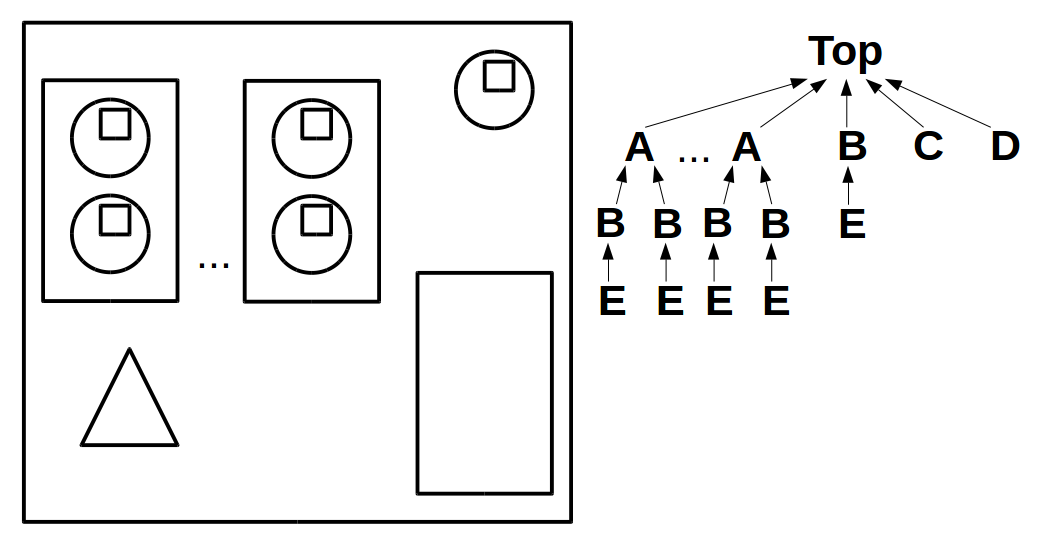 Top
A ... A B C D
B B B B E
E E E E
...